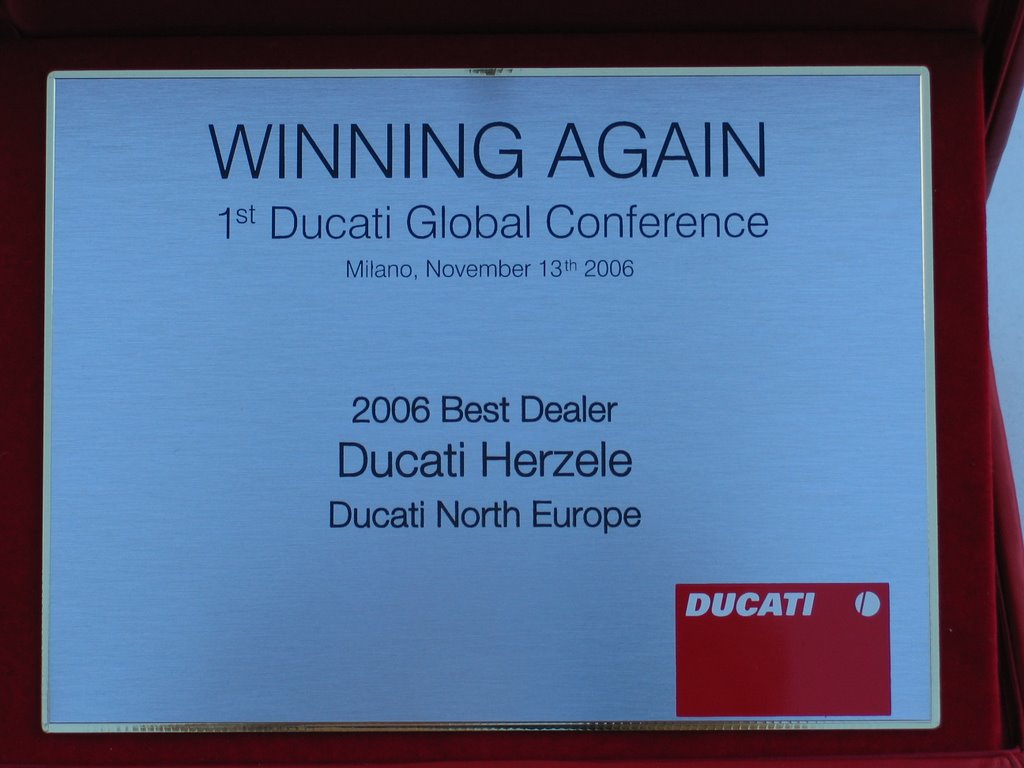 WINNING AGAIN
1st Ducati Global Conference
Milano, November 13th 2006
2006 Best Dealer
Ducati Herzele
Ducati North Europe
DUCATI